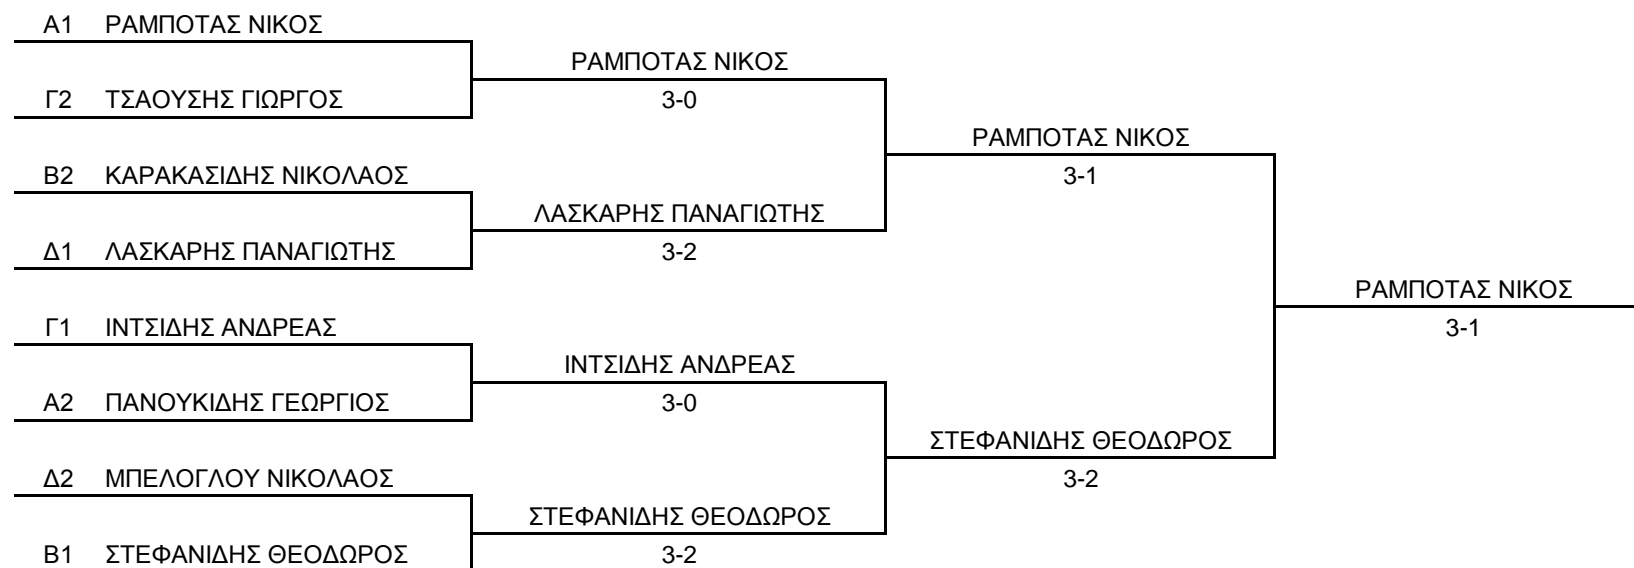 Α1 ΡΑΜΠΟΤΑΣ ΝΙΚΟΣ
ΡΑΜΠΟΤΑΣ ΝΙΚΟΣ
Γ2 ΤΣΑΟΥΣΗΣ ΓΙΩΡΓΟΣ
3-0
ΡΑΜΠΟΤΑΣ ΝΙΚΟΣ
Β2 ΚΑΡΑΚΑΣΙΔΗΣ ΝΙΚΟΛΑΟΣ
3-1
ΛΑΣΚΑΡΗΣ ΠΑΝΑΓΙΩΤΗΣ
Δ1 ΛΑΣΚΑΡΗΣ ΠΑΝΑΓΙΩΤΗΣ
3-2
ΡΑΜΠΟΤΑΣ ΝΙΚΟΣ
Γ1 ΙΝΤΣΙΔΗΣ ΑΝΔΡΕΑΣ
3-1
ΙΝΤΣΙΔΗΣ ΑΝΔΡΕΑΣ
Α2 ΠΑΝΟΥΚΙΔΗΣ ΓΕΩΡΓΙΟΣ
3-0
ΣΤΕΦΑΝΙΔΗΣ ΘΕΟΔΩΡΟΣ
Δ2 ΜΠΕΛΟΓΛΟΥ ΝΙΚΟΛΑΟΣ
3-2
ΣΤΕΦΑΝΙΔΗΣ ΘΕΟΔΩΡΟΣ
Β1 ΣΤΕΦΑΝΙΔΗΣ ΘΕΟΔΩΡΟΣ
3-2